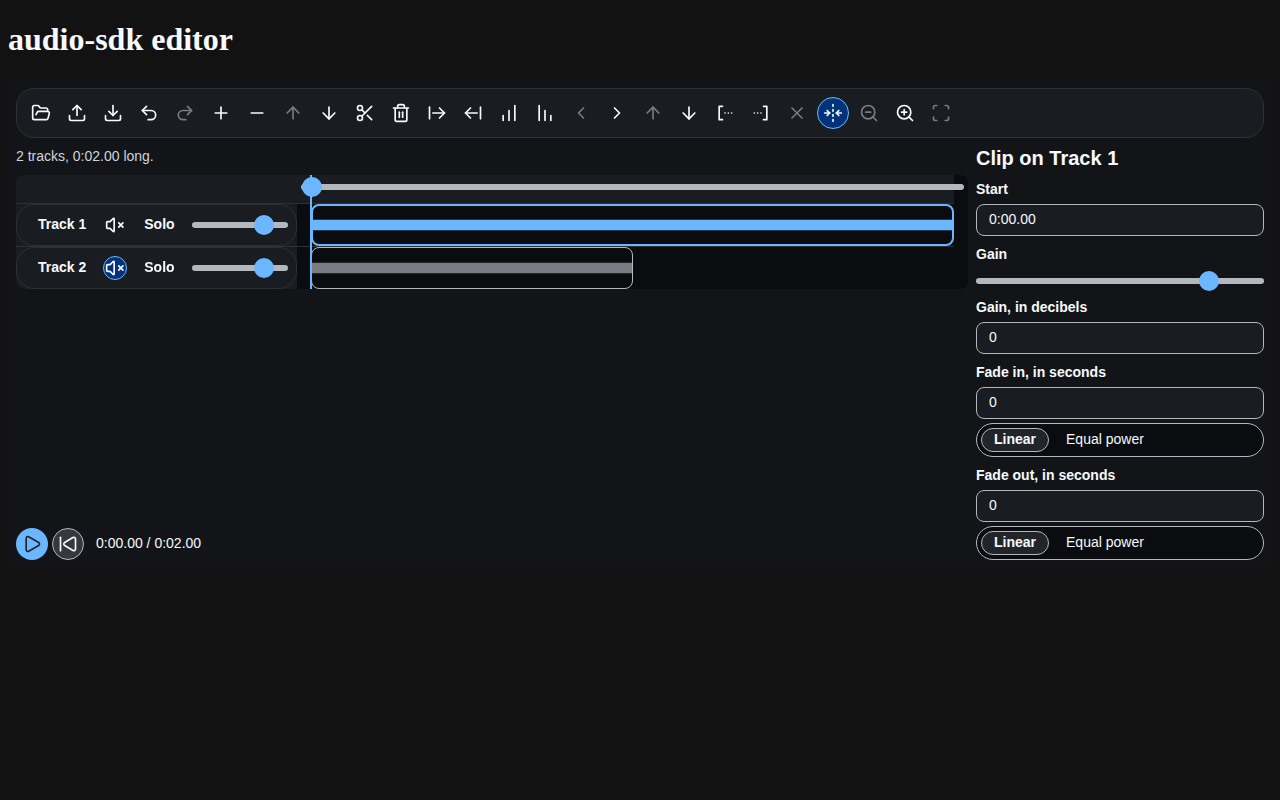 audio-sdk editor
2 tracks, 0:02.00 long.
Track 1 Solo
Track 2 Solo
0:00.00 / 0:02.00
Clip on Track 1
Start
0:00.00
Gain
Gain, in decibels
0
Fade in, in seconds
0
Linear Equal power
Fade out, in seconds
0
Linear Equal power